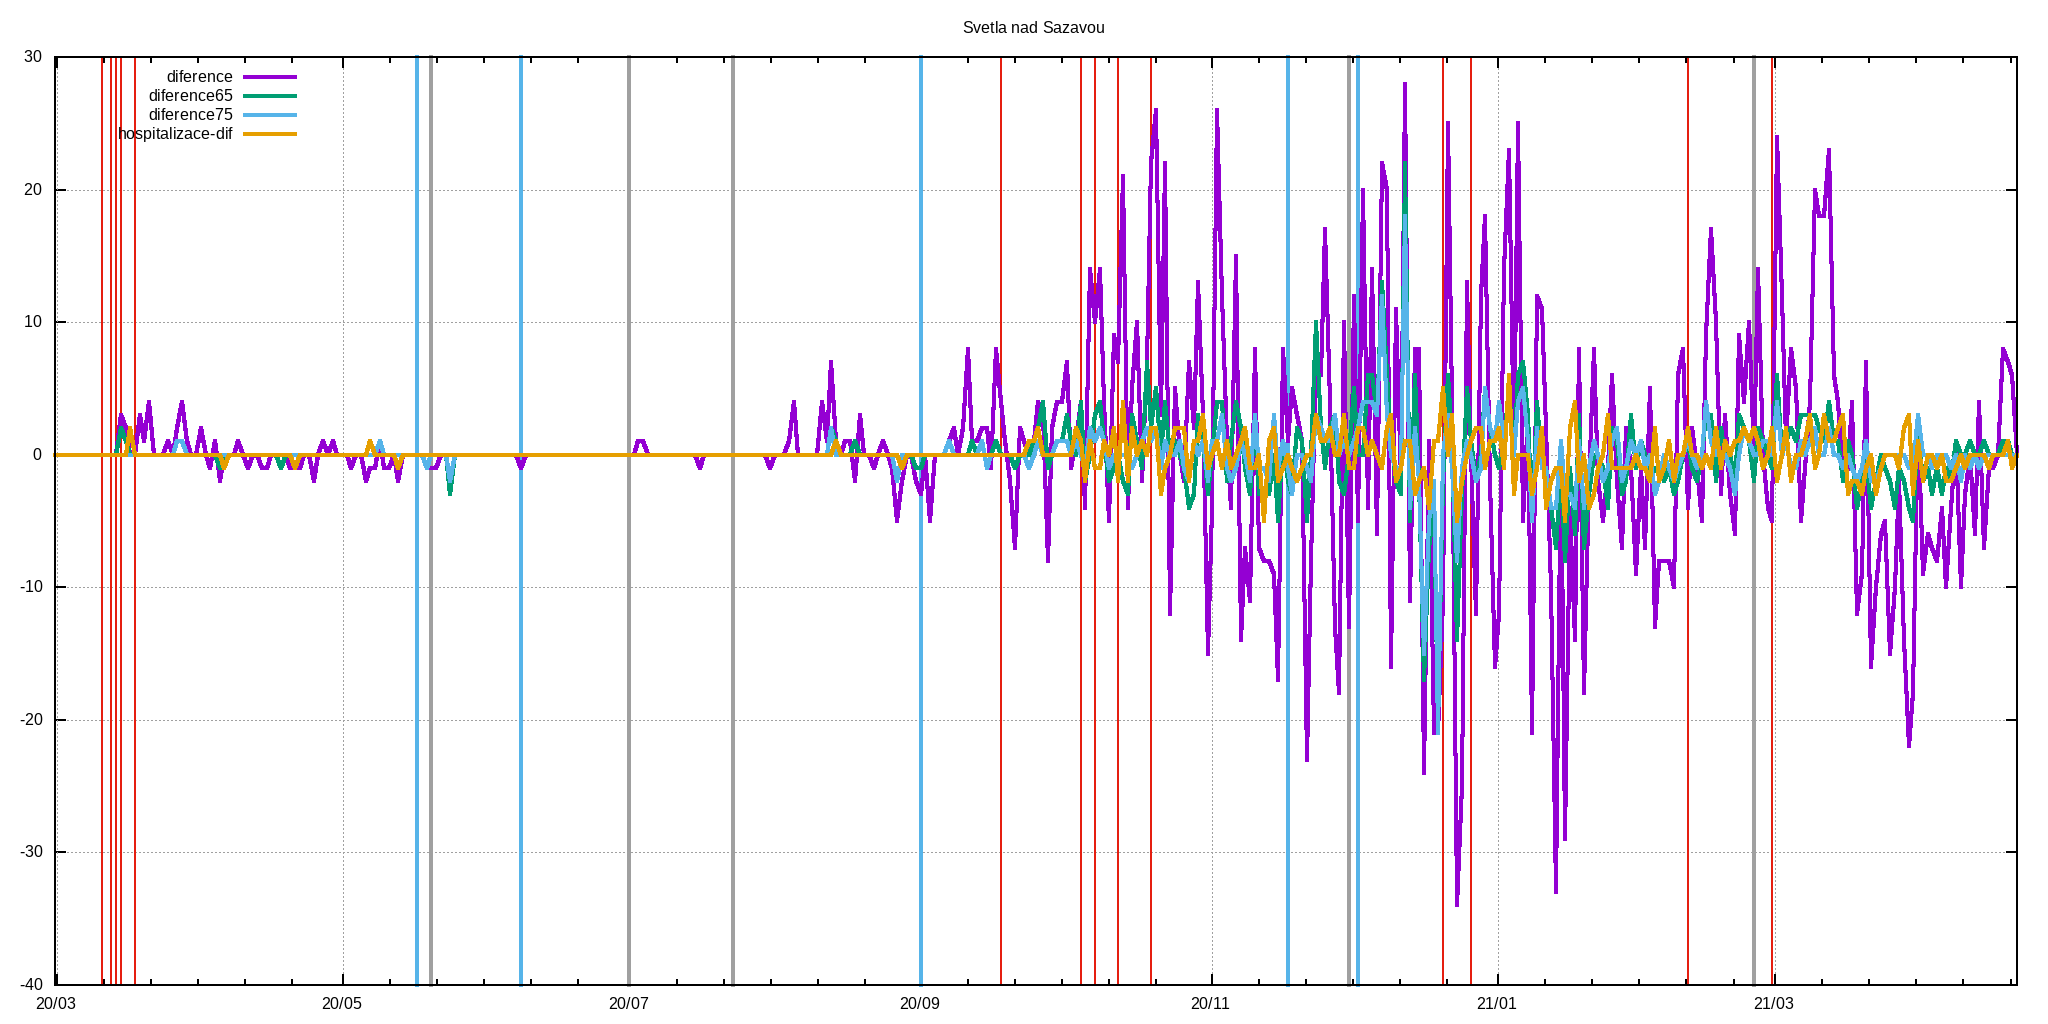 Svetla nad Sazavou
diference
diference65
diference75
hospitalizace-dif
30
20
10
0
-10
-20
-30
-40
20/03 20/05 20/07 20/09 20/11 21/01 21/03